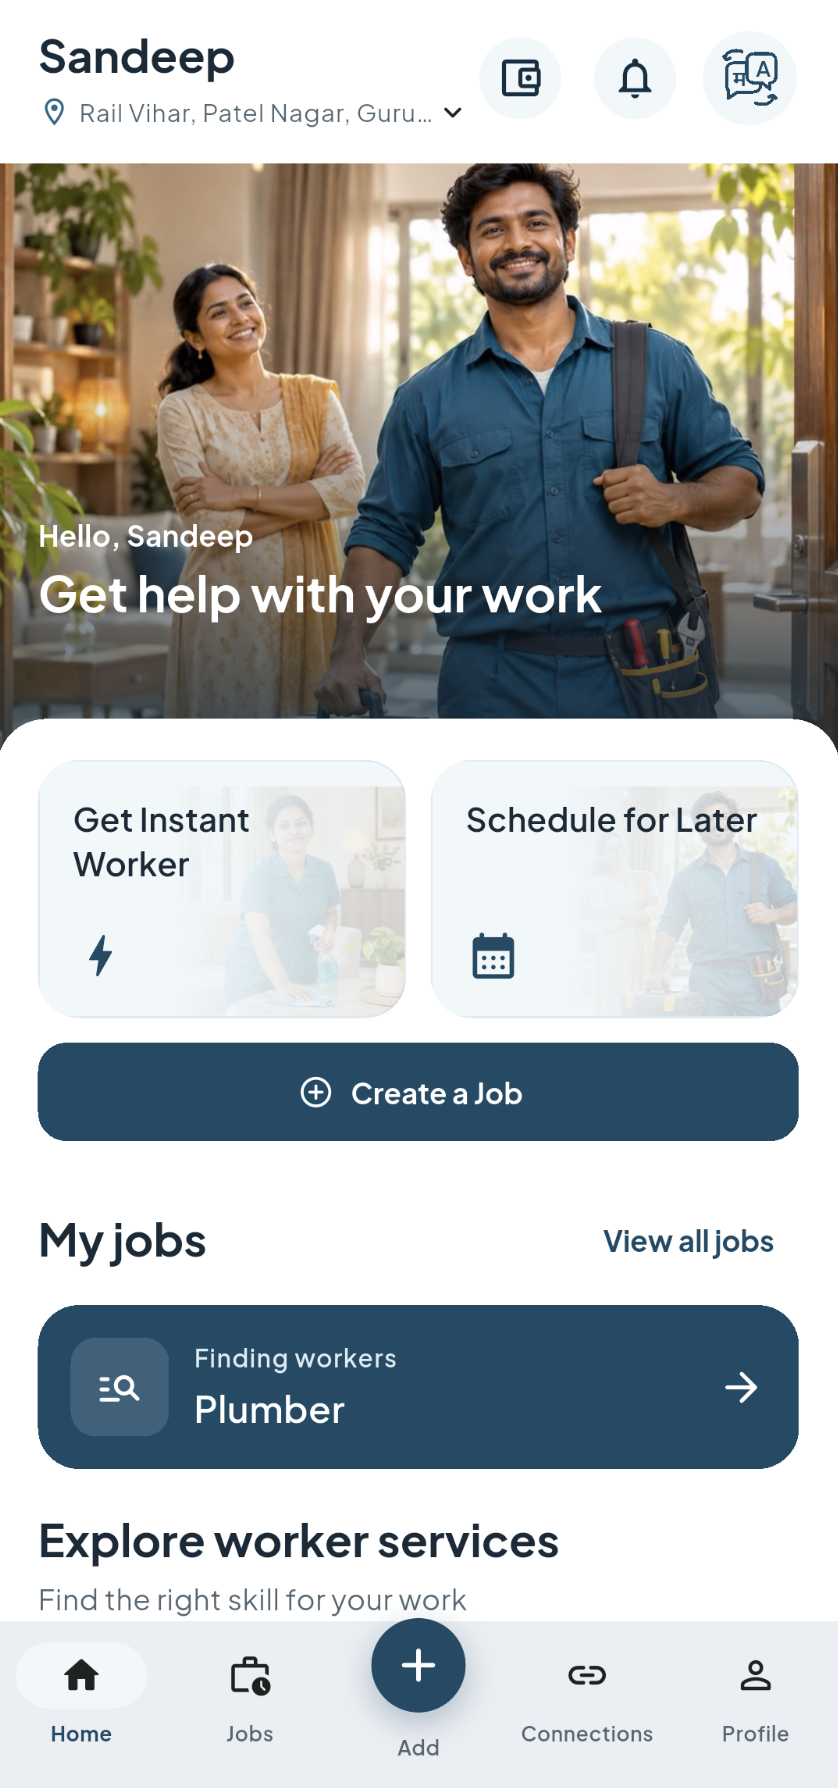 Sandeep
Rail Vihar, Patel Nagar, Guru...
म A
Hello, Sandeep
Get help with your work
Get Instant
Worker
Schedule for Later
Create a Job
My jobs
View all jobs
Finding workers
Plumber
Explore worker services
Find the right skill for your work
Home
Jobs
Add
Connections
Profile